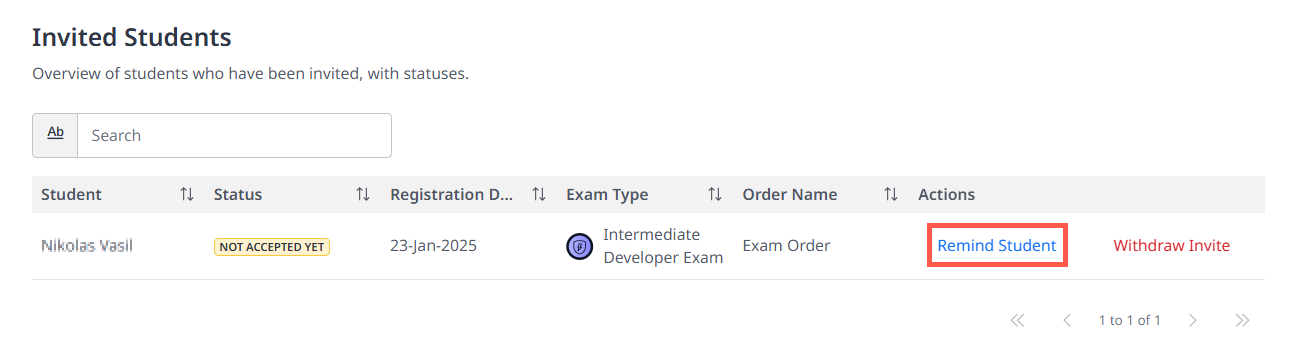 Invited Students
Overview of students who have been invited, with statuses.
Ab Search
Student Status Registration D... Exam Type Order Name Actions
Nikolas Vasil NOT ACCEPTED YET 23-Jan-2025 Intermediate Exam Order Remind Student Withdraw Invite
Developer Exam
1 to 1 of 1